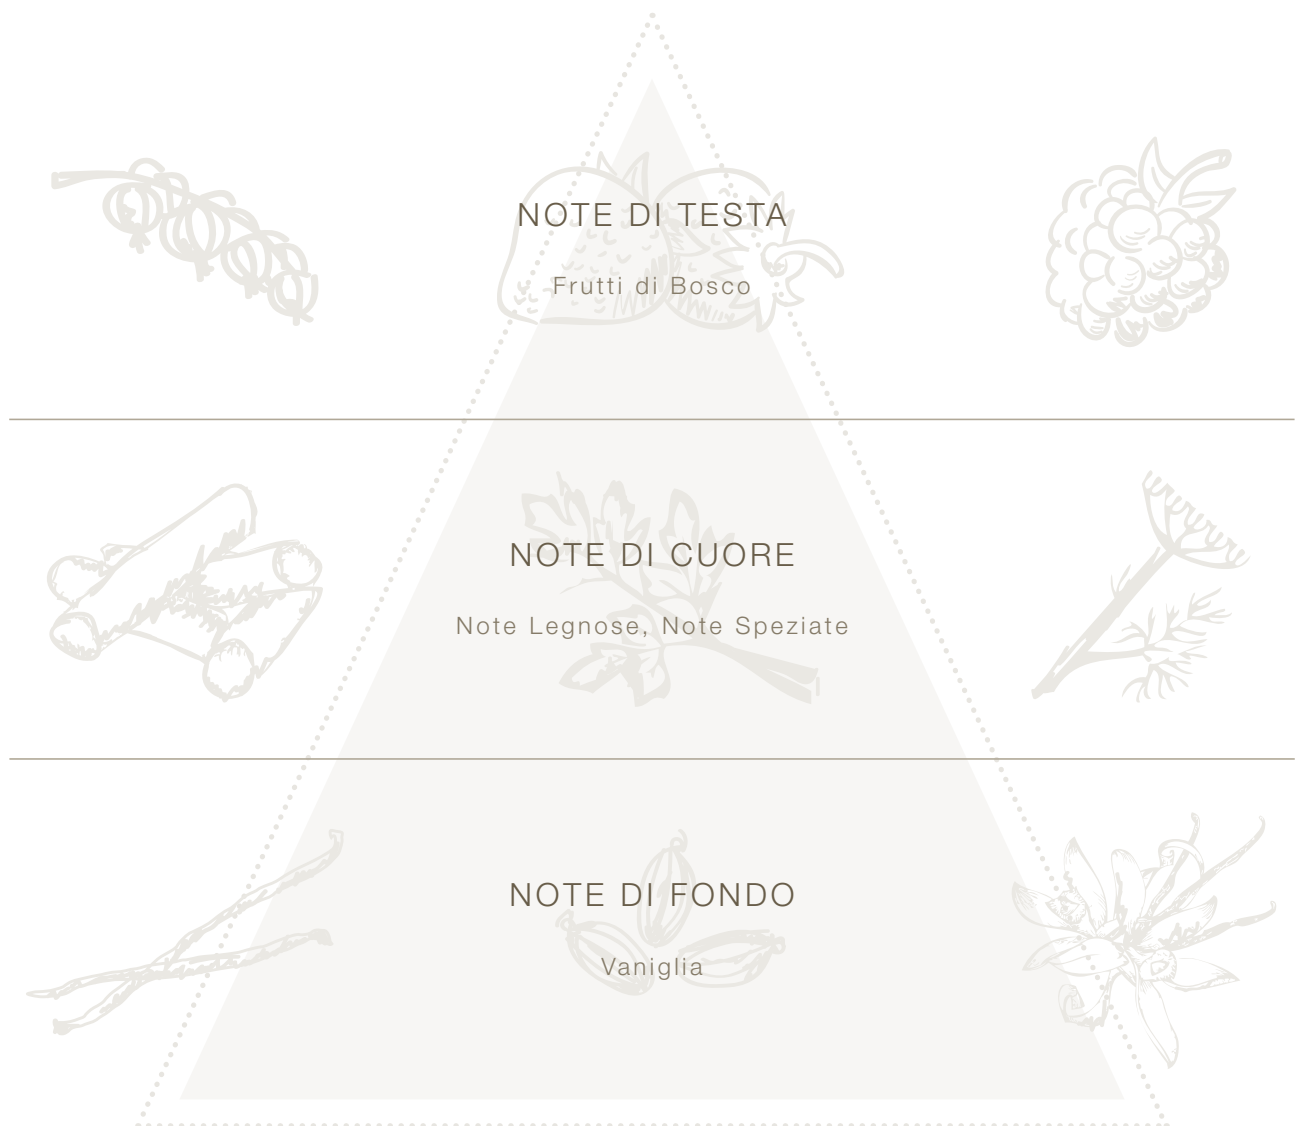 NOTE DI TESTA
Frutti di Bosco
NOTE DI CUORE
Note Legnose, Note Speziate
NOTE DI FONDO
Vaniglia